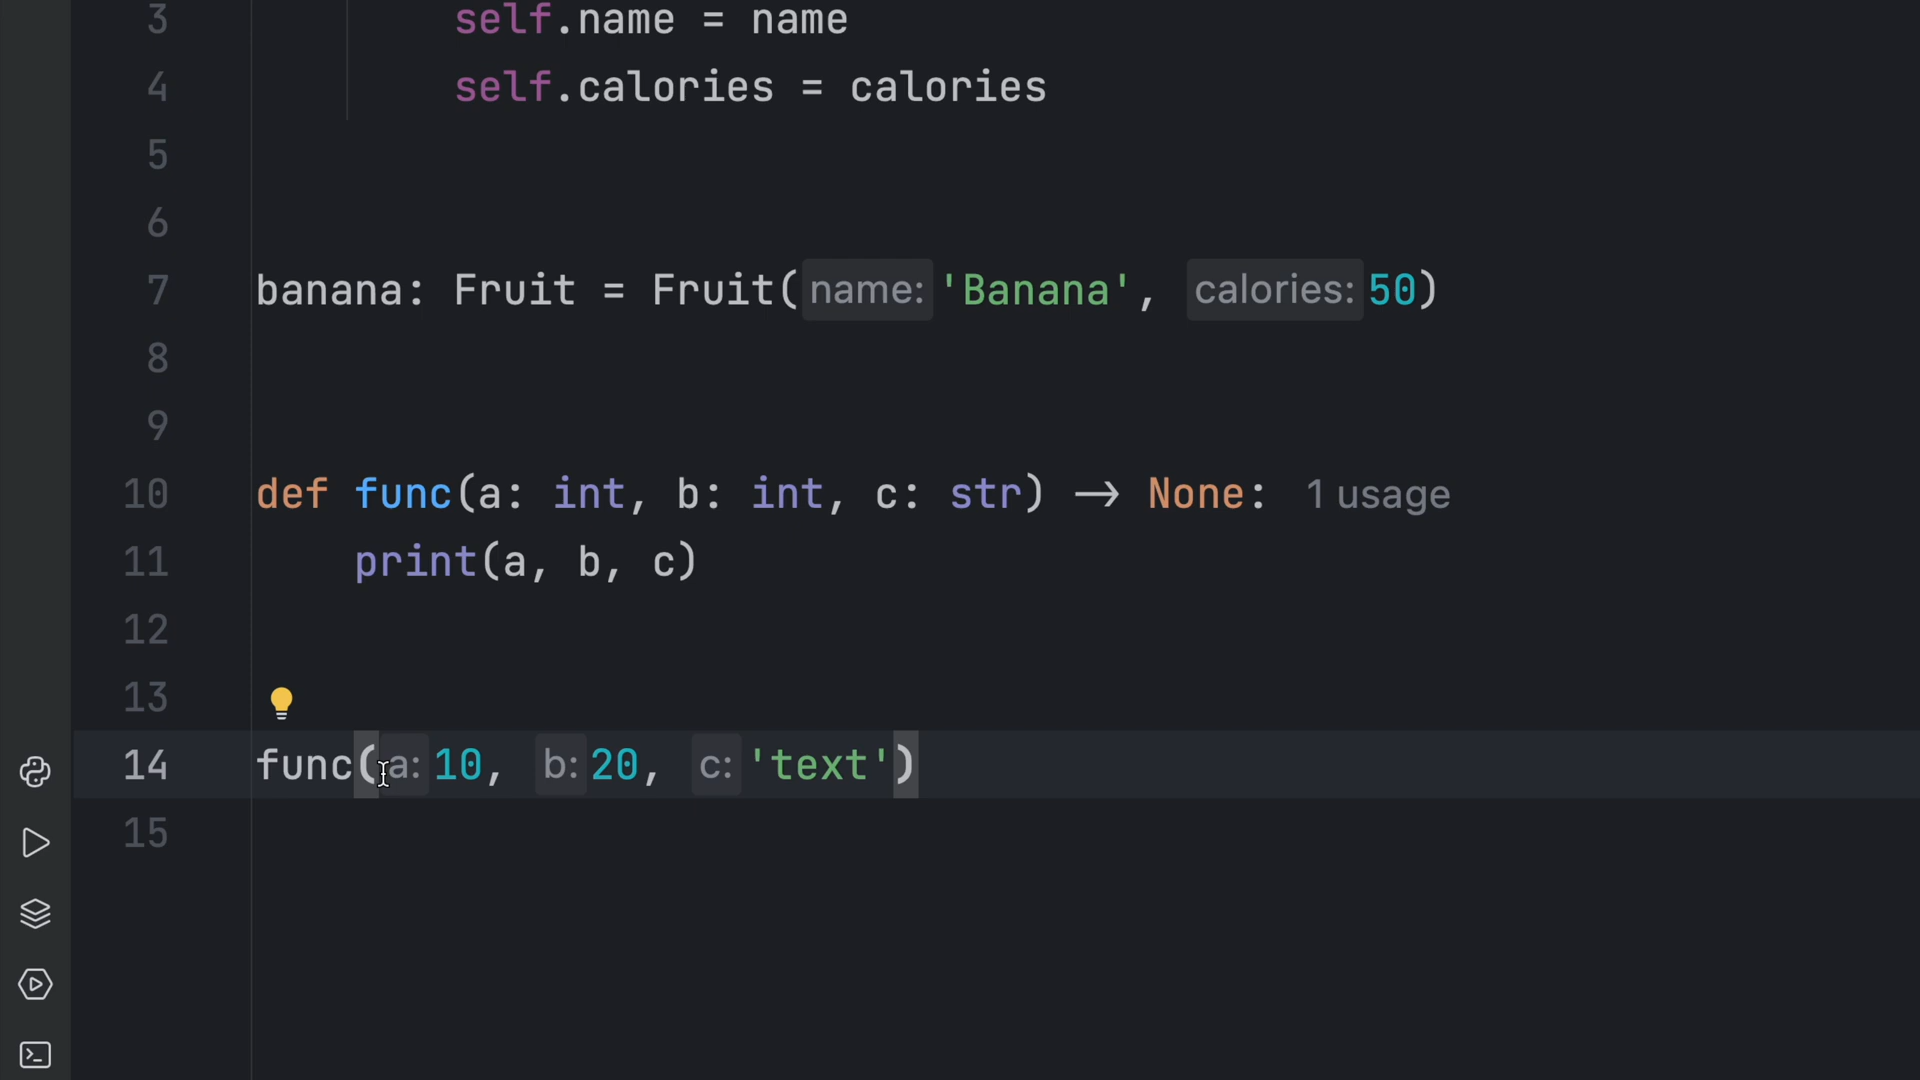 3 self.name = name
4 self.calories = calories
5
6
7 banana: Fruit = Fruit(name: 'Banana', calories: 50)
8
9
10 def func(a: int, b: int, c: str) -> None: 1 usage
11 print(a, b, c)
12
13
14 func(a: 10, b: 20, c: 'text')
15